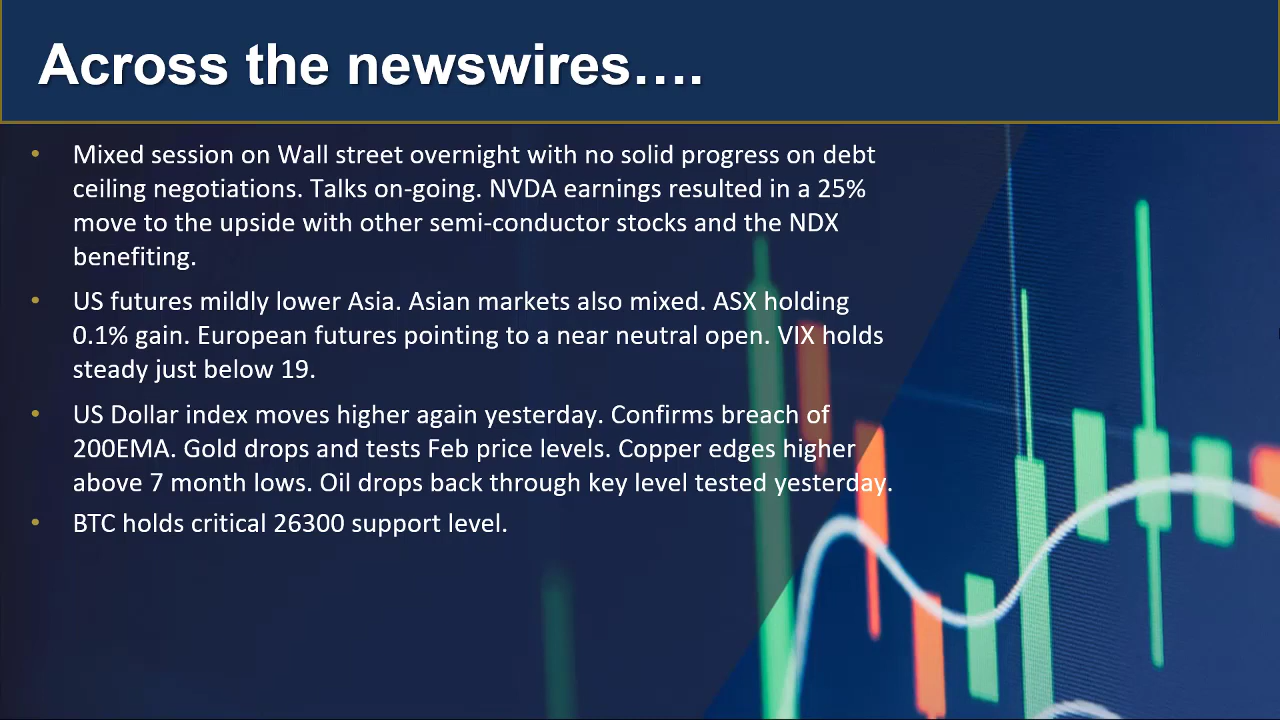 Across the newswires….
• Mixed session on Wall street overnight with no solid progress on debt
ceiling negotiations. Talks on-going. NVDA earnings resulted in a 25%
move to the upside with other semi-conductor stocks and the NDX
benefiting.
• US futures mildly lower Asia. Asian markets also mixed. ASX holding
0.1% gain. European futures pointing to a near neutral open. VIX holds
steady just below 19.
• US Dollar index moves higher again yesterday. Confirms breach of
200EMA. Gold drops and tests Feb price levels. Copper edges higher
above 7 month lows. Oil drops back through key level tested yesterday.
• BTC holds critical 26300 support level.